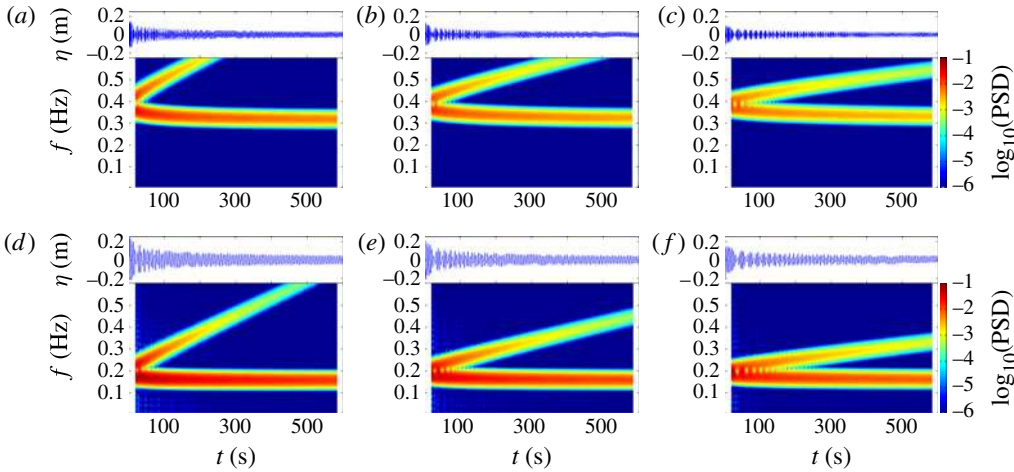 (a) (b) (c)
η (m) 0.2 0 −0.2 0.2 0 −0.2 0.2 0 −0.2
f (Hz) 0.5 0.4 0.3 0.1 0.5 0.4 0.3 0.1 0.5 0.4 0.3 0.1 −1 −2 −3 −4 −5 −6 log10(PSD)
100 300 500 100 300 500 100 300 500
(d) (e) (f)
η (m) 0.2 0 −0.2 0.2 0 −0.2 0.2 0 −0.2
f (Hz) 0.5 0.4 0.3 0.2 0.1 0.5 0.4 0.3 0.2 0.1 0.5 0.4 0.3 0.2 0.1 −1 −2 −3 −4 −5 −6 log10(PSD)
100 300 500 100 300 500 100 300 500
t (s) t (s) t (s)